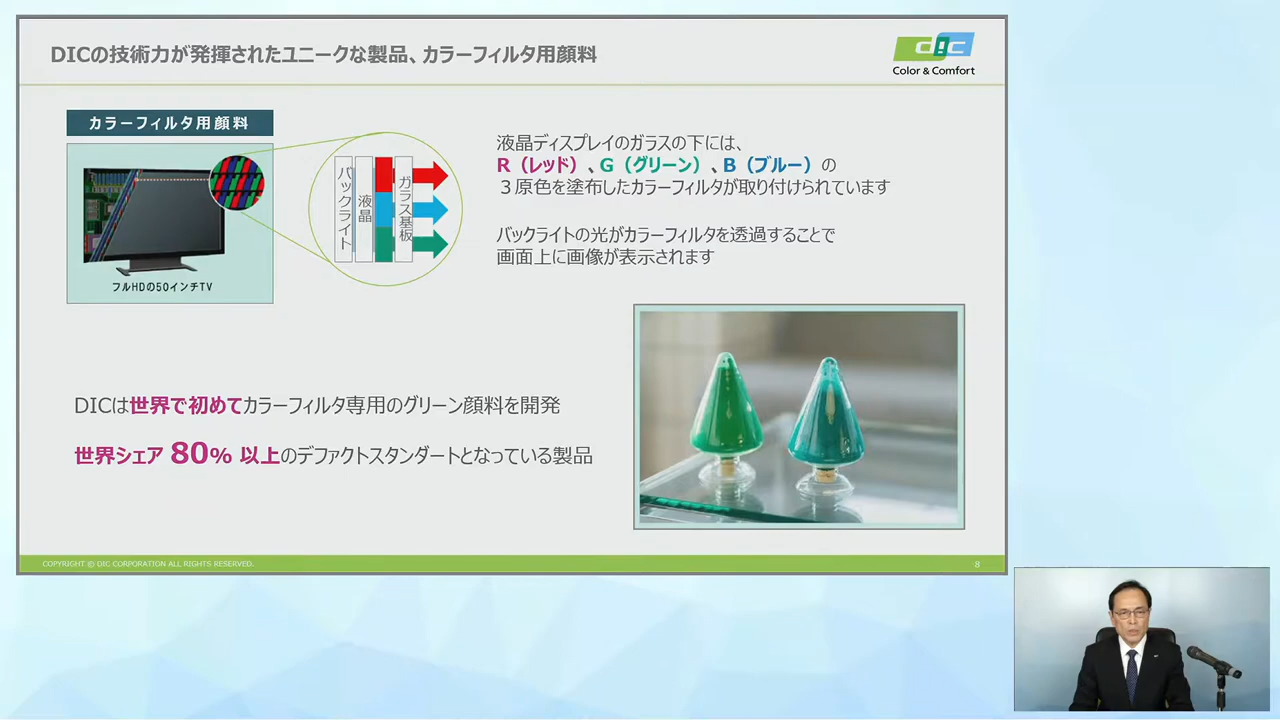 DICの技術力が発揮されたユニークな製品、カラーフィルタ用顔料
dic
Color & Comfort
カラーフィルタ用顔料
フルHDの50インチTV
バックライト
液晶
ガラス基板
液晶ディスプレイのガラスの下には、
R（レッド）、G（グリーン）、B（ブルー）の
３原色を塗布したカラーフィルタが取り付けられています
バックライトの光がカラーフィルタを透過することで
画面上に画像が表示されます
DICは世界で初めてカラーフィルタ専用のグリーン顔料を開発
世界シェア 80% 以上のデファクトスタンダートとなっている製品
COPYRIGHT © DIC CORPORATION ALL RIGHTS RESERVED.
8